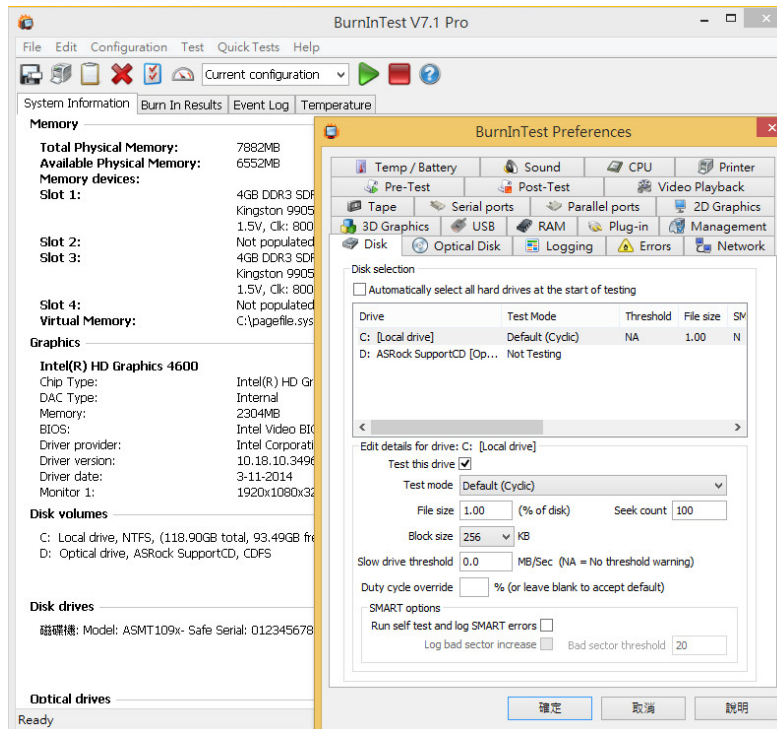 BurnInTest V7.1 Pro
File Edit Configuration Test Quick Tests Help
Current configuration
System Information Burn In Results Event Log Temperature
Memory
Total Physical Memory: 7882MB
Available Physical Memory: 6552MB
Memory devices:
Slot 1: 4GB DDR3 SDR
Kingston 9905
1.5V, Clk: 800
Slot 2: Not populated
Slot 3: 4GB DDR3 SDR
Kingston 9905
1.5V, Clk: 800
Slot 4: Not populated
Virtual Memory: C:\pagefile.sys
Graphics
Intel(R) HD Graphics 4600
Chip Type: Intel(R) HD Gr
DAC Type: Internal
Memory: 2304MB
BIOS: Intel Video BIO
Driver provider: Intel Corporati
Driver version: 10.18.10.3496
Driver date: 3-11-2014
Monitor 1: 1920x1080x32
Disk volumes
C: Local drive, NTFS, (118.90GB total, 93.49GB fre
D: Optical drive, ASRock SupportCD, CDFS
Disk drives
磁碟機: Model: ASMT109x- Safe Serial: 012345678
Optical drives
Ready
BurnInTest Preferences
Temp / Battery Sound CPU Printer
Pre-Test Post-Test Video Playback
Tape Serial ports Parallel ports 2D Graphics
3D Graphics USB RAM Plug-in Management
Disk Optical Disk Logging Errors Network
Disk selection
Automatically select all hard drives at the start of testing
Drive Test Mode Threshold File size SM
C: [Local drive] Default (Cyclic) NA 1.00 N
D: ASRock SupportCD [Op... Not Testing
Edit details for drive: C: [Local drive]
Test this drive
Test mode Default (Cyclic)
File size 1.00 (% of disk) Seek count 100
Block size 256 KB
Slow drive threshold 0.0 MB/Sec (NA = No threshold warning)
Duty cycle override % (or leave blank to accept default)
SMART options
Run self test and log SMART errors
Log bad sector increase Bad sector threshold 20
確定 取消 說明